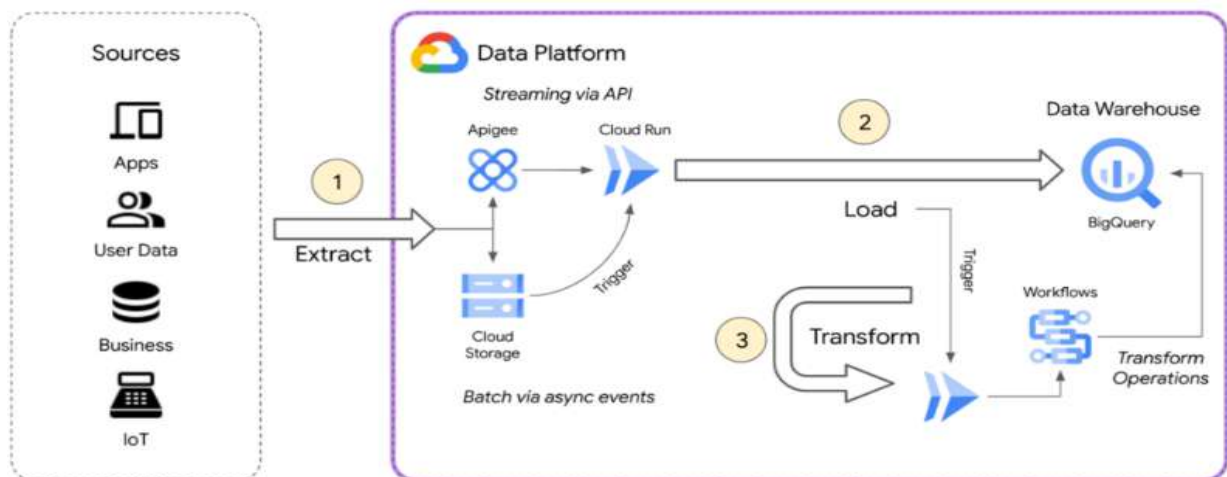 Sources
Apps
User Data
Business
IoT
1
Extract
Data Platform
Streaming via API
Apigee
Cloud Run
Trigger
Cloud
Storage
Batch via async events
2
Load
Data Warehouse
BigQuery
Trigger
3
Transform
Workflows
Transform
Operations